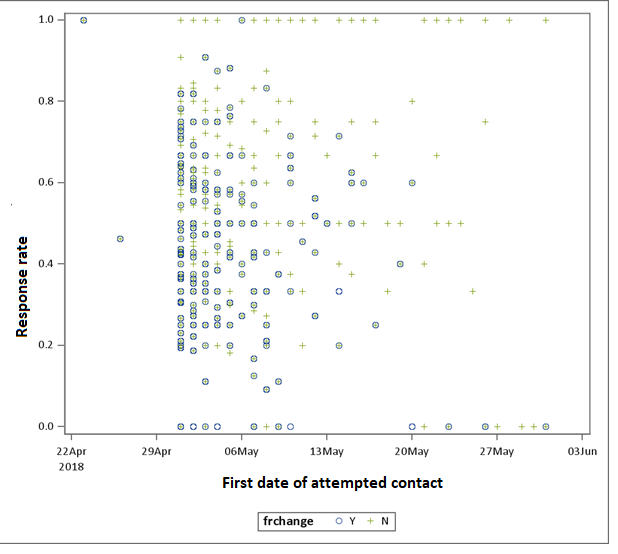 1.0
0.8
0.6
0.4
0.2
0.0
Response rate
22Apr 29Apr 06May 13May 20May 27May 03Jun
2018
First date of attempted contact
frchange Y N